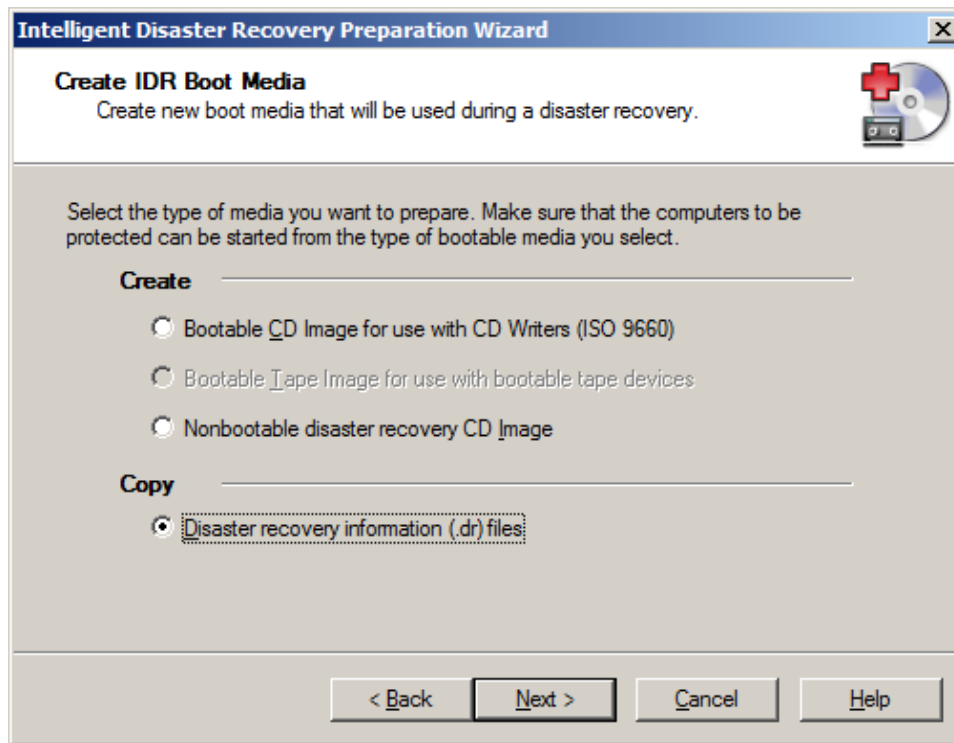 Intelligent Disaster Recovery Preparation Wizard
Create IDR Boot Media
Create new boot media that will be used during a disaster recovery.
Select the type of media you want to prepare. Make sure that the computers to be
protected can be started from the type of bootable media you select.
Create
Bootable CD Image for use with CD Writers (ISO 9660)
Bootable Tape Image for use with bootable tape devices
Nonbootable disaster recovery CD Image
Copy
Disaster recovery information (.dr) files
< Back Next > Cancel Help